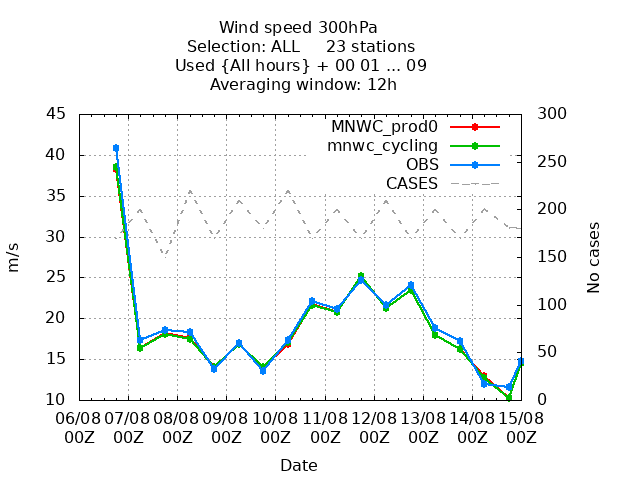 Wind speed 300hPa
Selection: ALL     23 stations
Used {All hours} + 00 01 ... 09
Averaging window: 12h
MNWC_prod0
mnwc_cycling
OBS
CASES
m/s
45
40
35
30
25
20
15
10
No cases
300
250
200
150
100
50
0
06/08 07/08 08/08 09/08 10/08 11/08 12/08 13/08 14/08 15/08
00Z 00Z 00Z 00Z 00Z 00Z 00Z 00Z 00Z 00Z
Date